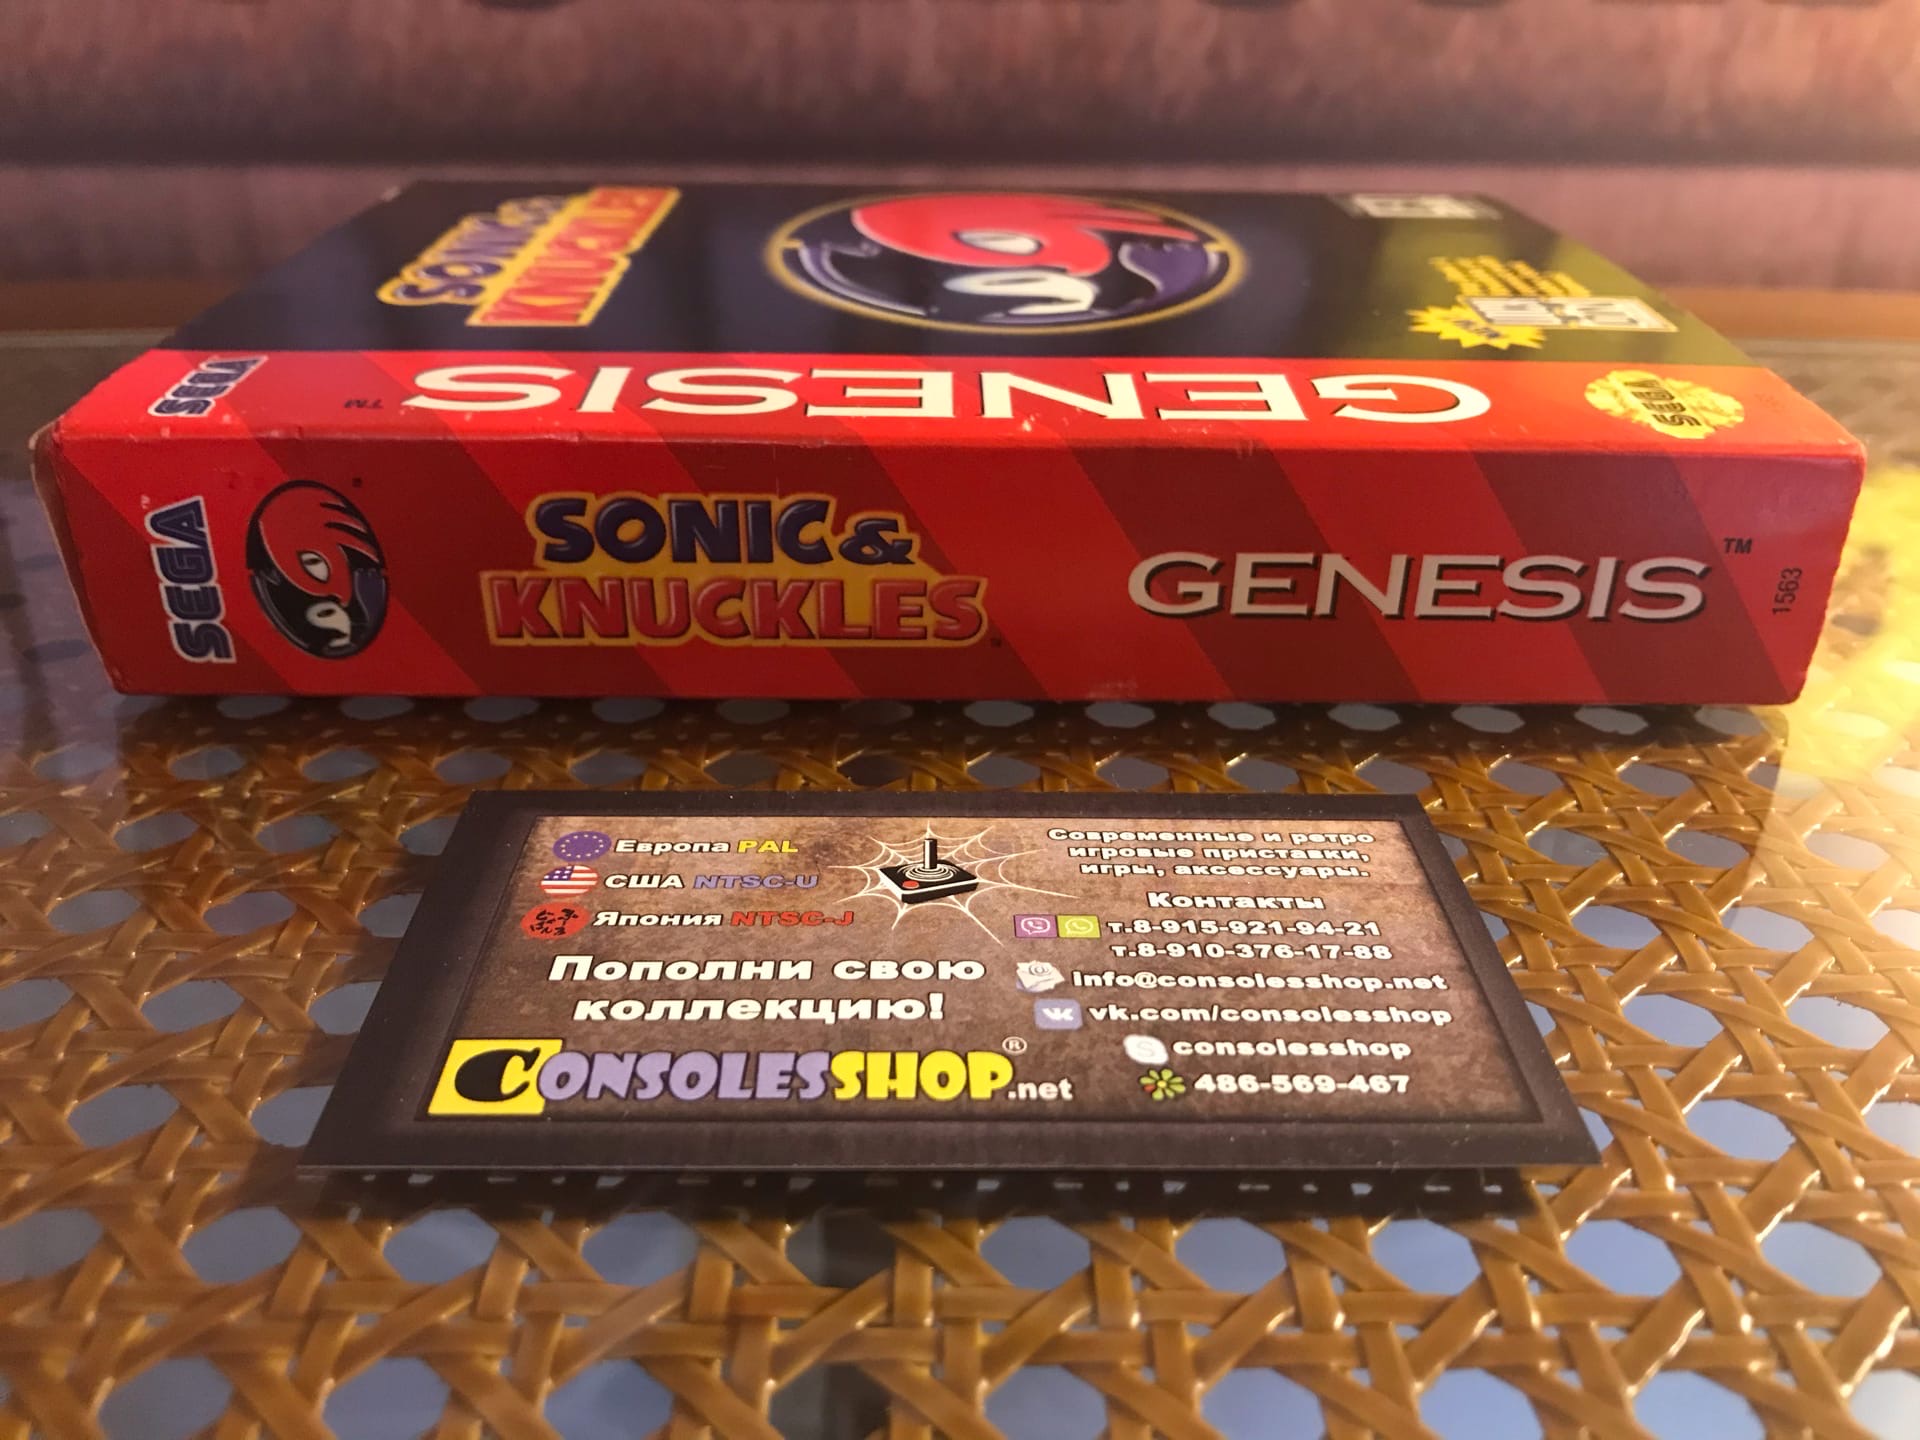 SONIC &
KNUCKLES
SEGA
GENESIS
TM
SEGA
SEGA
SONIC &
KNUCKLES
GENESIS
TM
1563
Европа PAL
США NTSC-U
Япония NTSC-J
Пополни свою
коллекцию!
CONSOLESSHOP.net
®
Современные и ретро
игровые приставки,
игры, аксессуары.
Контакты
т.8-915-921-94-21
т.8-910-376-17-88
info@consolesshop.net
vk.com/consolesshop
consolesshop
486-569-467